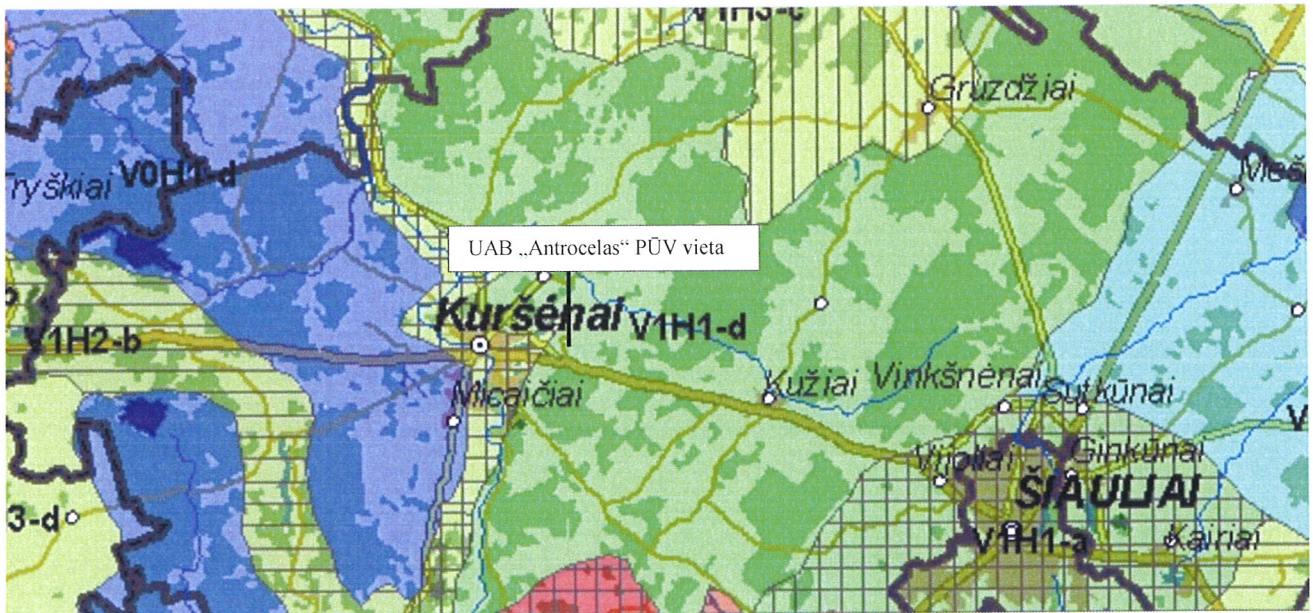 V1H3-c
Gruzdžiai
Tryškiai V0H1-d
UAB „Antrocelas“ PŪV vieta
Kuršėnai V1H1-d
V1H2-b
Micaičiai
Kužiai
Vinkšnėnai
Sutkūnai
V
Vijoliai
Ginkūnai
ŠIAULIAI
3-d
V1H1-a
Kairiai